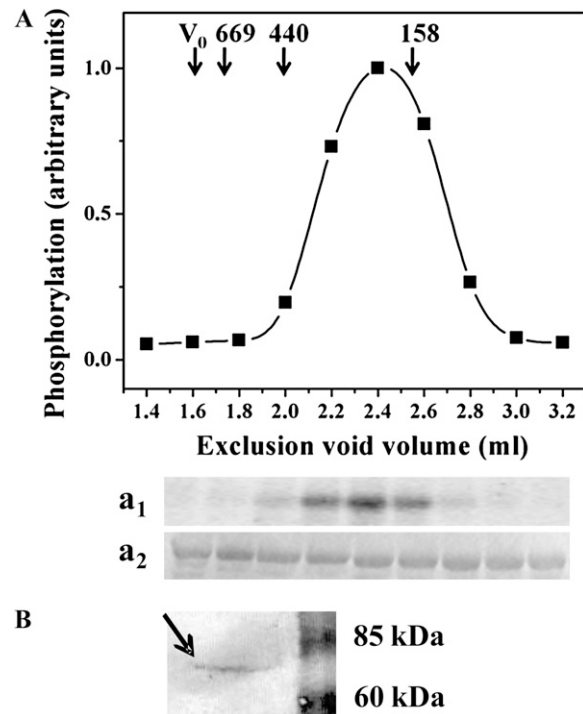 A
V₀ 669 440 158
Phosphorylation (arbitrary units)
1.0
0.5
0.0
1.4 1.6 1.8 2.0 2.2 2.4 2.6 2.8 3.0 3.2
Exclusion void volume (ml)
a₁
a₂
B
85 kDa
60 kDa